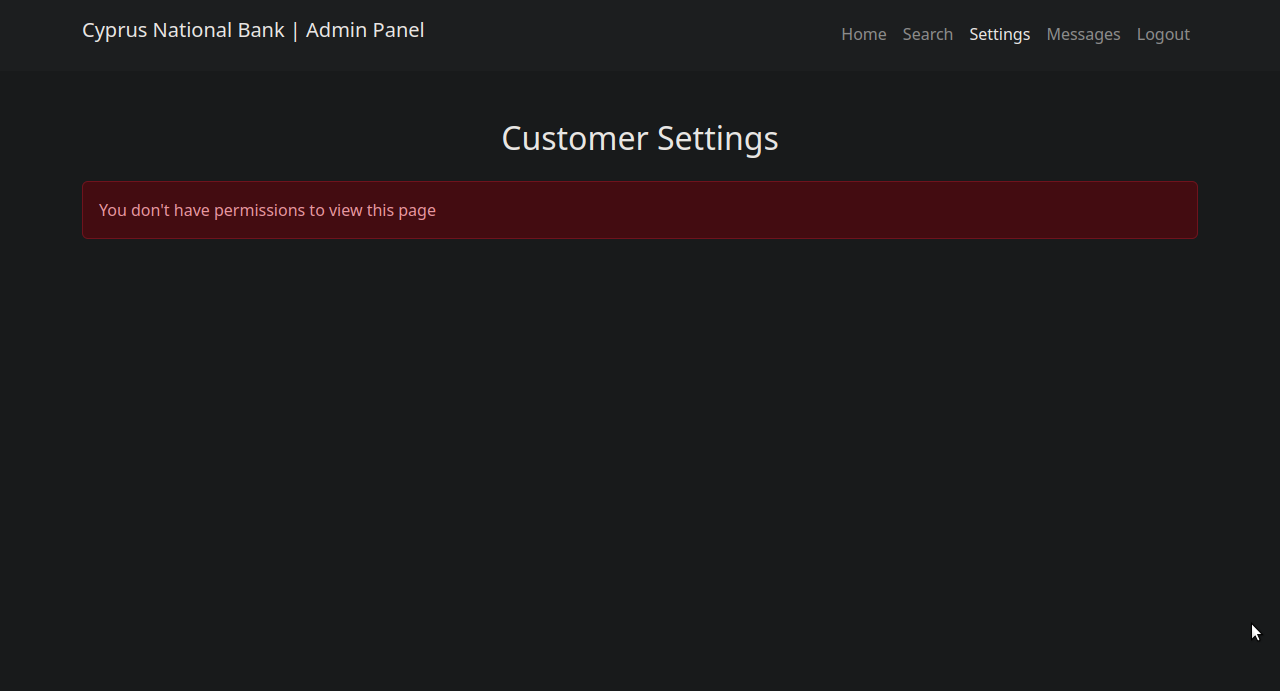 Cyprus National Bank | Admin Panel
Home Search Settings Messages Logout
Customer Settings
You don't have permissions to view this page